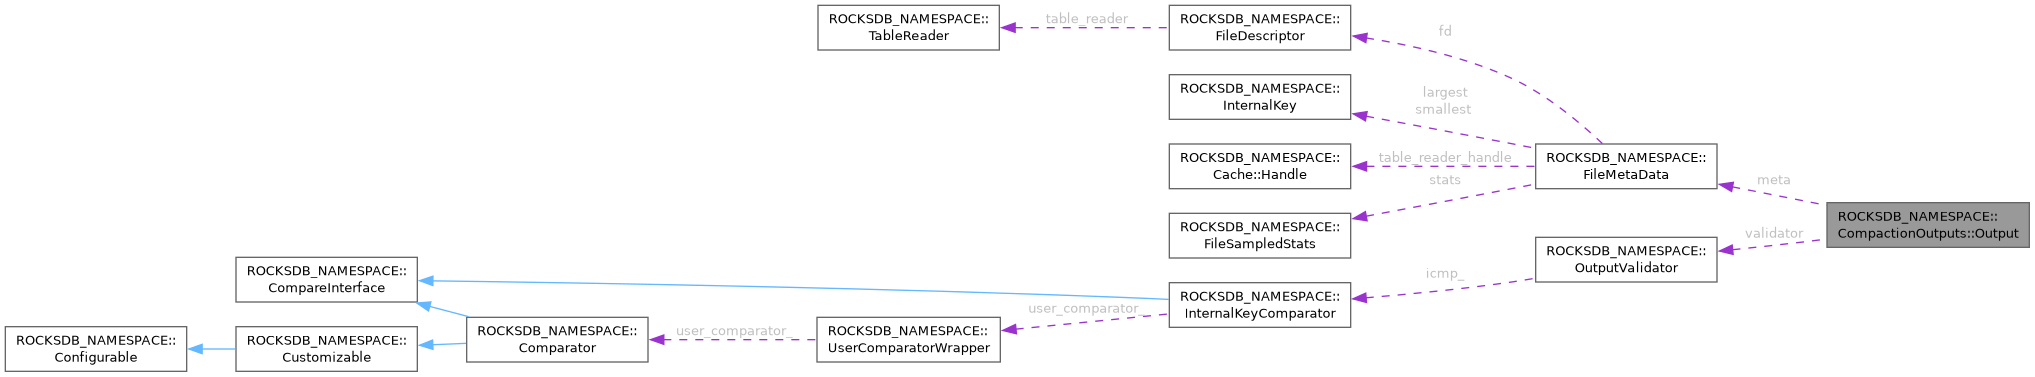 ROCKSDB_NAMESPACE::
TableReader
table_reader
ROCKSDB_NAMESPACE::
FileDescriptor
fd
ROCKSDB_NAMESPACE::
InternalKey
largest
smallest
ROCKSDB_NAMESPACE::
Cache::Handle
table_reader_handle
ROCKSDB_NAMESPACE::
FileMetaData
stats
meta
ROCKSDB_NAMESPACE::
FileSampledStats
ROCKSDB_NAMESPACE::
CompactionOutputs::Output
validator
ROCKSDB_NAMESPACE::
OutputValidator
icmp_
ROCKSDB_NAMESPACE::
CompareInterface
ROCKSDB_NAMESPACE::
InternalKeyComparator
user_comparator_
ROCKSDB_NAMESPACE::
Configurable
ROCKSDB_NAMESPACE::
Customizable
ROCKSDB_NAMESPACE::
Comparator
user_comparator_
ROCKSDB_NAMESPACE::
UserComparatorWrapper